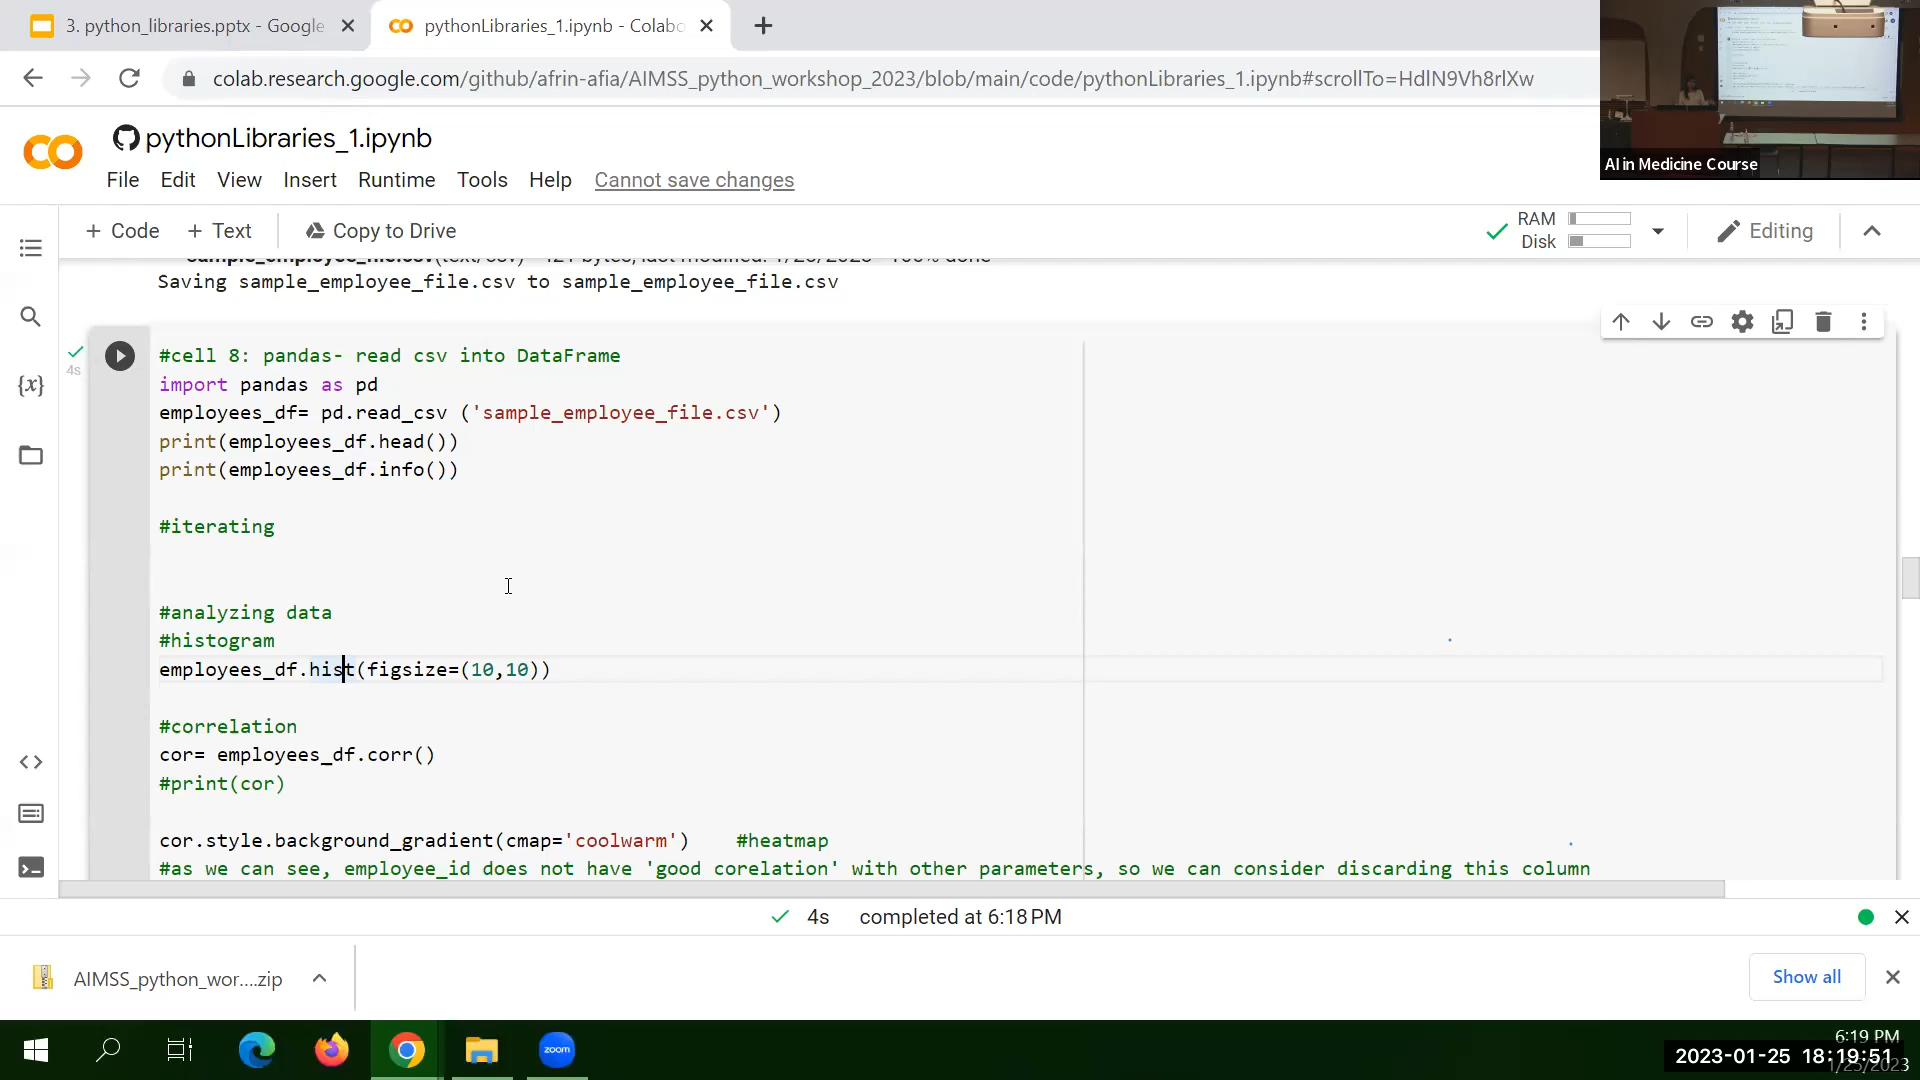 3. python_libraries.pptx - Google
pythonLibraries_1.ipynb - Colabo
colab.research.google.com/github/afrin-afia/AIMSS_python_workshop_2023/blob/main/code/pythonLibraries_1.ipynb#scrollTo=HdlN9Vh8rlXw
AI in Medicine Course
pythonLibraries_1.ipynb
File Edit View Insert Runtime Tools Help Cannot save changes
+ Code + Text Copy to Drive
RAM
Disk
Editing
Saving sample_employee_file.csv to sample_employee_file.csv
4s
#cell 8: pandas- read csv into DataFrame
import pandas as pd
employees_df= pd.read_csv ('sample_employee_file.csv')
print(employees_df.head())
print(employees_df.info())
#iterating
#analyzing data
#histogram
employees_df.hist(figsize=(10,10))
#correlation
cor= employees_df.corr()
#print(cor)
cor.style.background_gradient(cmap='coolwarm') #heatmap
#as we can see, employee_id does not have 'good corelation' with other parameters, so we can consider discarding this column
4s completed at 6:18 PM
AIMSS_python_wor....zip
Show all
zoom
6:19 PM
2023-01-25 18:19:51